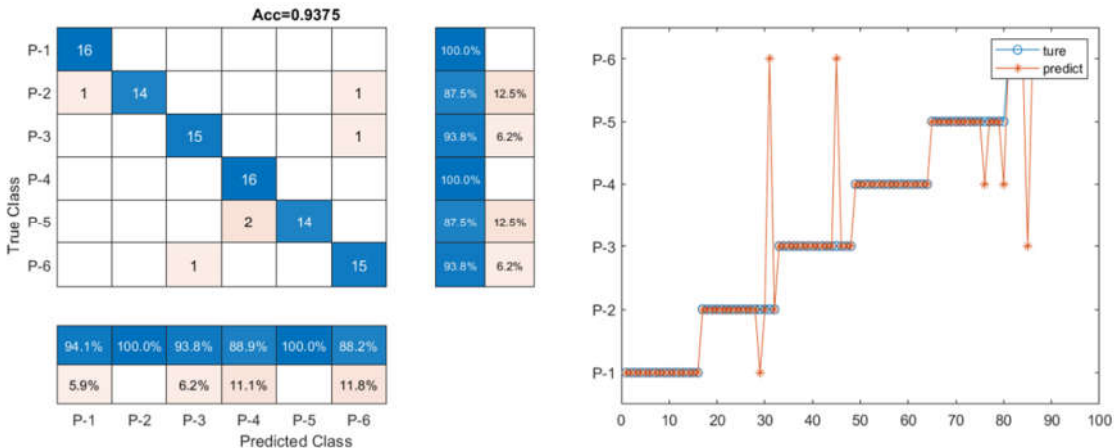 Acc=0.9375
True Class
P-1 16 100.0%
P-2 1 14 1 87.5% 12.5%
P-3 15 1 93.8% 6.2%
P-4 16 100.0%
P-5 2 14 87.5% 12.5%
P-6 1 15 93.8% 6.2%
94.1% 100.0% 93.8% 88.9% 100.0% 88.2%
5.9% 6.2% 11.1% 11.8%
P-1 P-2 P-3 P-4 P-5 P-6
Predicted Class
ture
predict
P-6
P-5
P-4
P-3
P-2
P-1
0 10 20 30 40 50 60 70 80 90 100